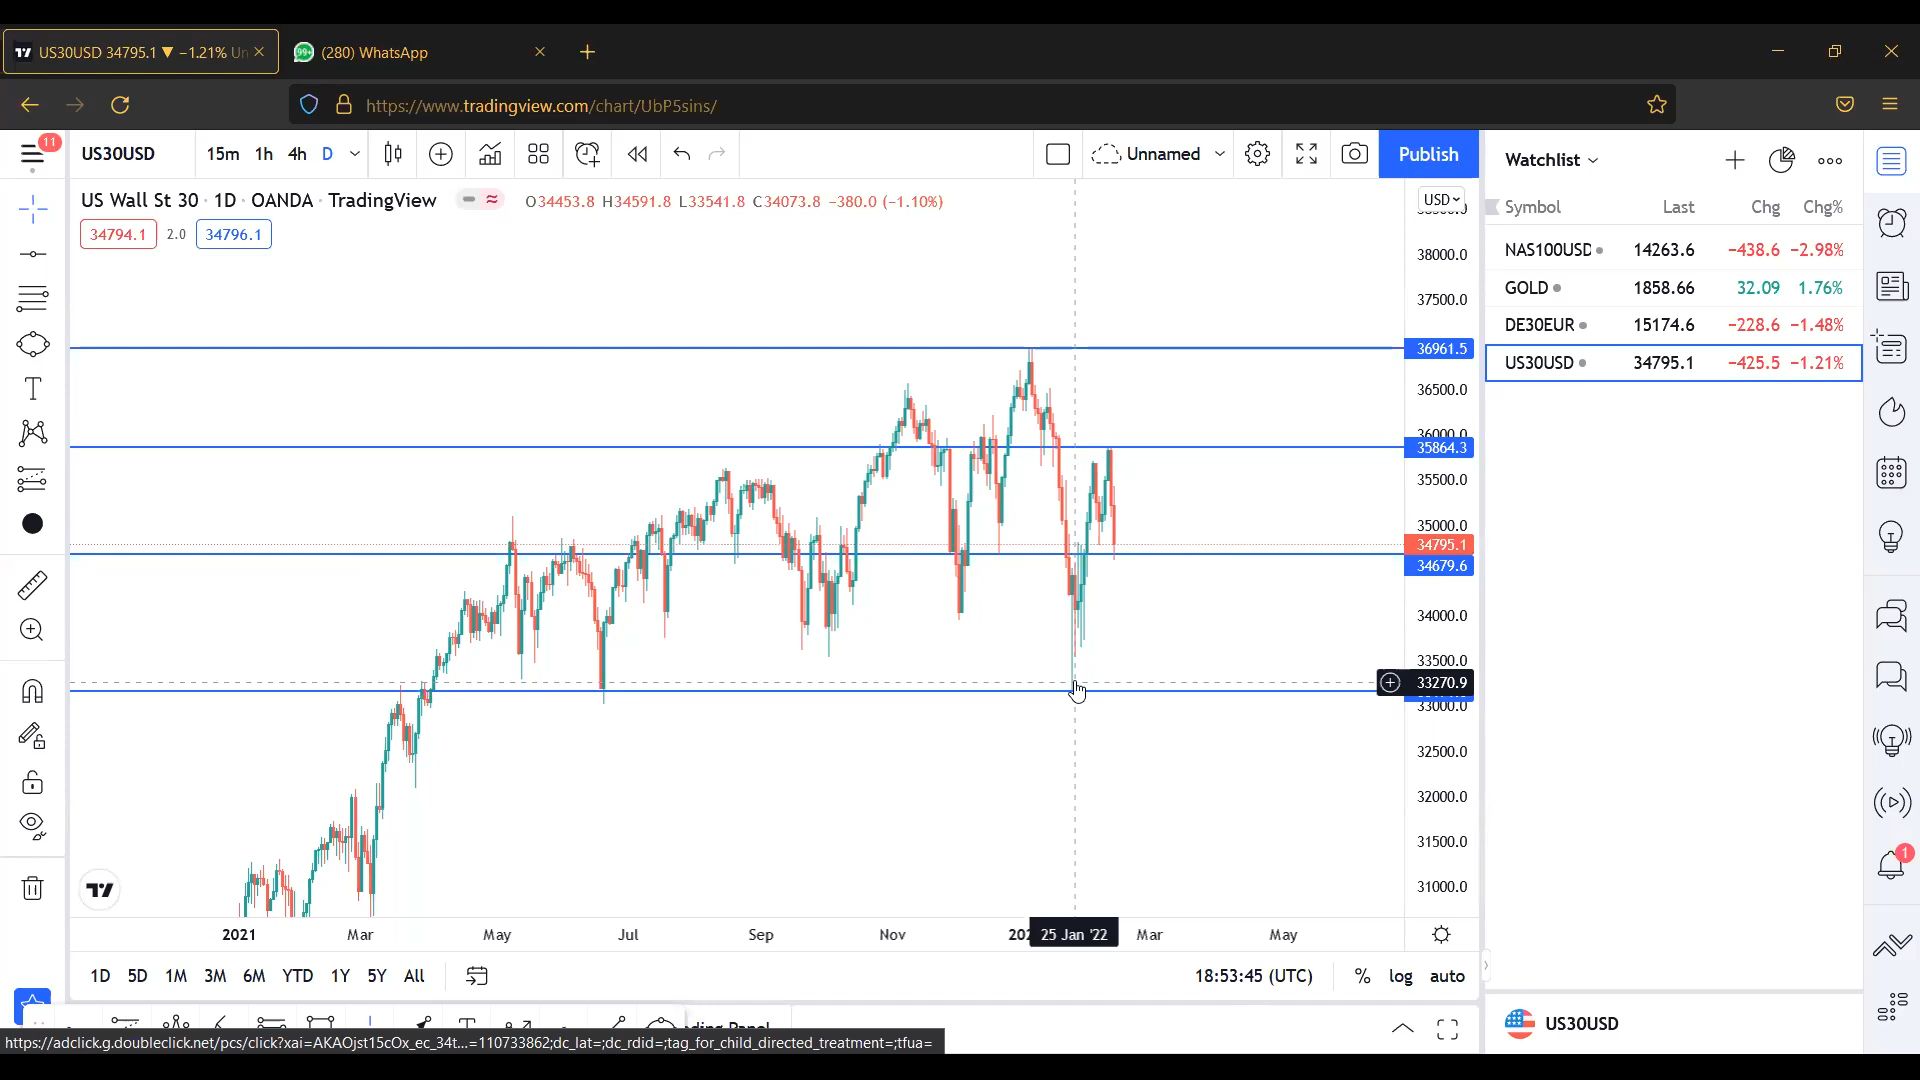 US30USD 34795.1 ▼ −1.21% Un
(280) WhatsApp
99+
https://www.tradingview.com/chart/UbP5sins/
11
US30USD 15m 1h 4h D
Unnamed
Publish
US Wall St 30 · 1D · OANDA · TradingView
O34453.8 H34591.8 L33541.8 C34073.8 −380.0 (−1.10%)
34794.1 2.0 34796.1
USD
38000.0
37500.0
36961.5
36500.0
36000.0
35864.3
35500.0
35000.0
34795.1
34679.6
34000.0
33500.0
33270.9
33000.0
32500.0
32000.0
31500.0
31000.0
2021 Mar May Jul Sep Nov 202 25 Jan '22 Mar May
1D 5D 1M 3M 6M YTD 1Y 5Y All
18:53:45 (UTC) % log auto
Watchlist
Symbol Last Chg Chg%
NAS100USD 14263.6 −438.6 −2.98%
GOLD 1858.66 32.09 1.76%
DE30EUR 15174.6 −228.6 −1.48%
US30USD 34795.1 −425.5 −1.21%
1
US30USD
Panel
https://adclick.g.doubleclick.net/pcs/click?xai=AKAOjst15cOx_ec_34t…=110733862;dc_lat=;dc_rdid=;tag_for_child_directed_treatment=;tfua=